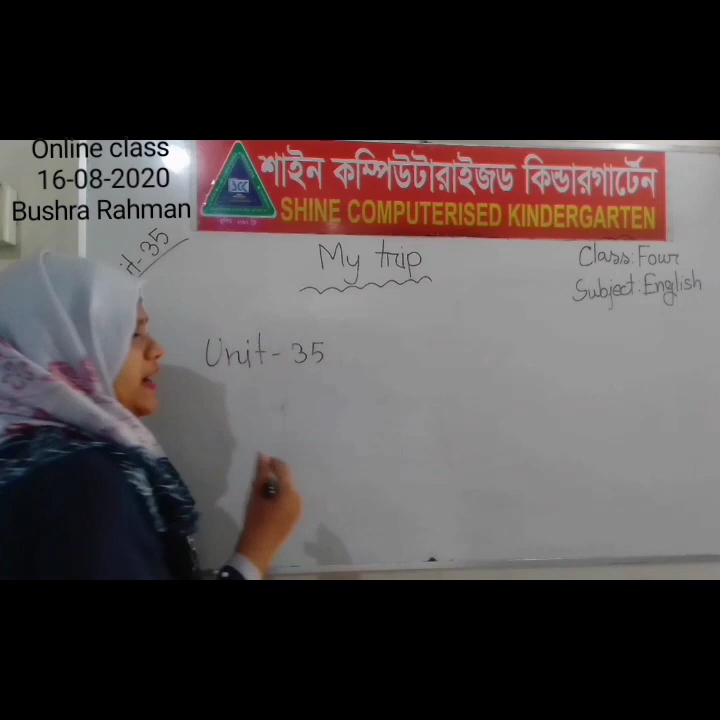 Online class
16-08-2020
Bushra Rahman
শাইন কম্পিউটারাইজড কিন্ডারগার্টেন
SHINE COMPUTERISED KINDERGARTEN
My trip
Class: Four
Subject: English
Unit - 35